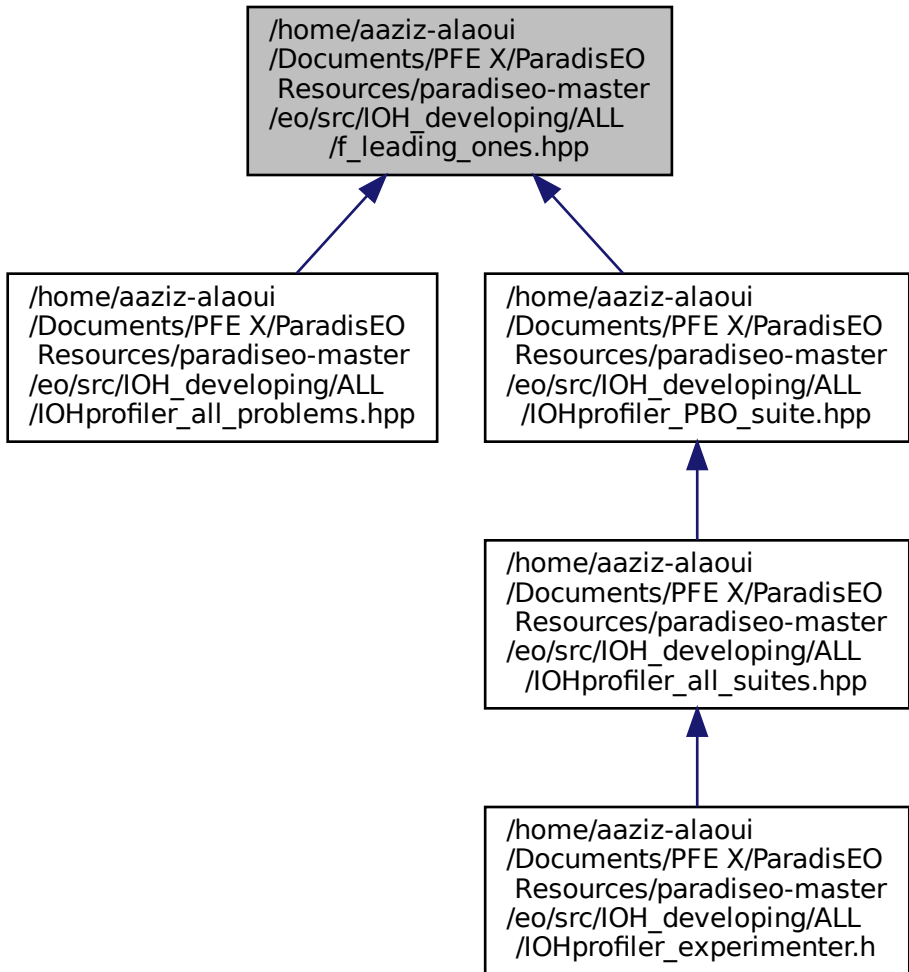 /home/aaziz-alaoui
/Documents/PFE X/ParadisEO
Resources/paradiseo-master
/eo/src/IOH_developing/ALL
/f_leading_ones.hpp
/home/aaziz-alaoui
/Documents/PFE X/ParadisEO
Resources/paradiseo-master
/eo/src/IOH_developing/ALL
/IOHprofiler_all_problems.hpp
/home/aaziz-alaoui
/Documents/PFE X/ParadisEO
Resources/paradiseo-master
/eo/src/IOH_developing/ALL
/IOHprofiler_PBO_suite.hpp
/home/aaziz-alaoui
/Documents/PFE X/ParadisEO
Resources/paradiseo-master
/eo/src/IOH_developing/ALL
/IOHprofiler_all_suites.hpp
/home/aaziz-alaoui
/Documents/PFE X/ParadisEO
Resources/paradiseo-master
/eo/src/IOH_developing/ALL
/IOHprofiler_experimenter.h